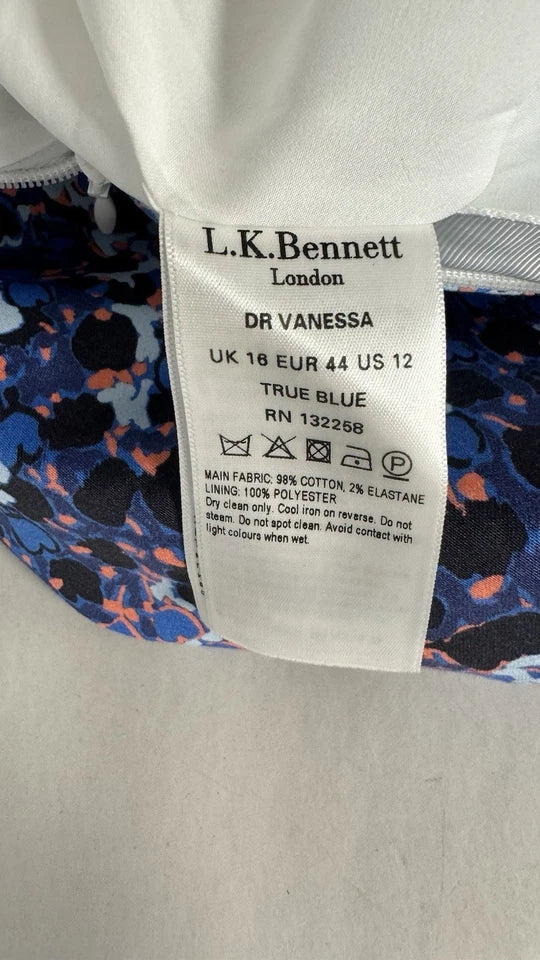 L.K.Bennett
London
DR VANESSA
UK 16 EUR 44 US 12
TRUE BLUE
RN 132258
P
MAIN FABRIC: 98% COTTON, 2% ELASTANE
LINING: 100% POLYESTER
Dry clean only. Cool iron on reverse. Do not
steam. Do not spot clean. Avoid contact with
light colours when wet.